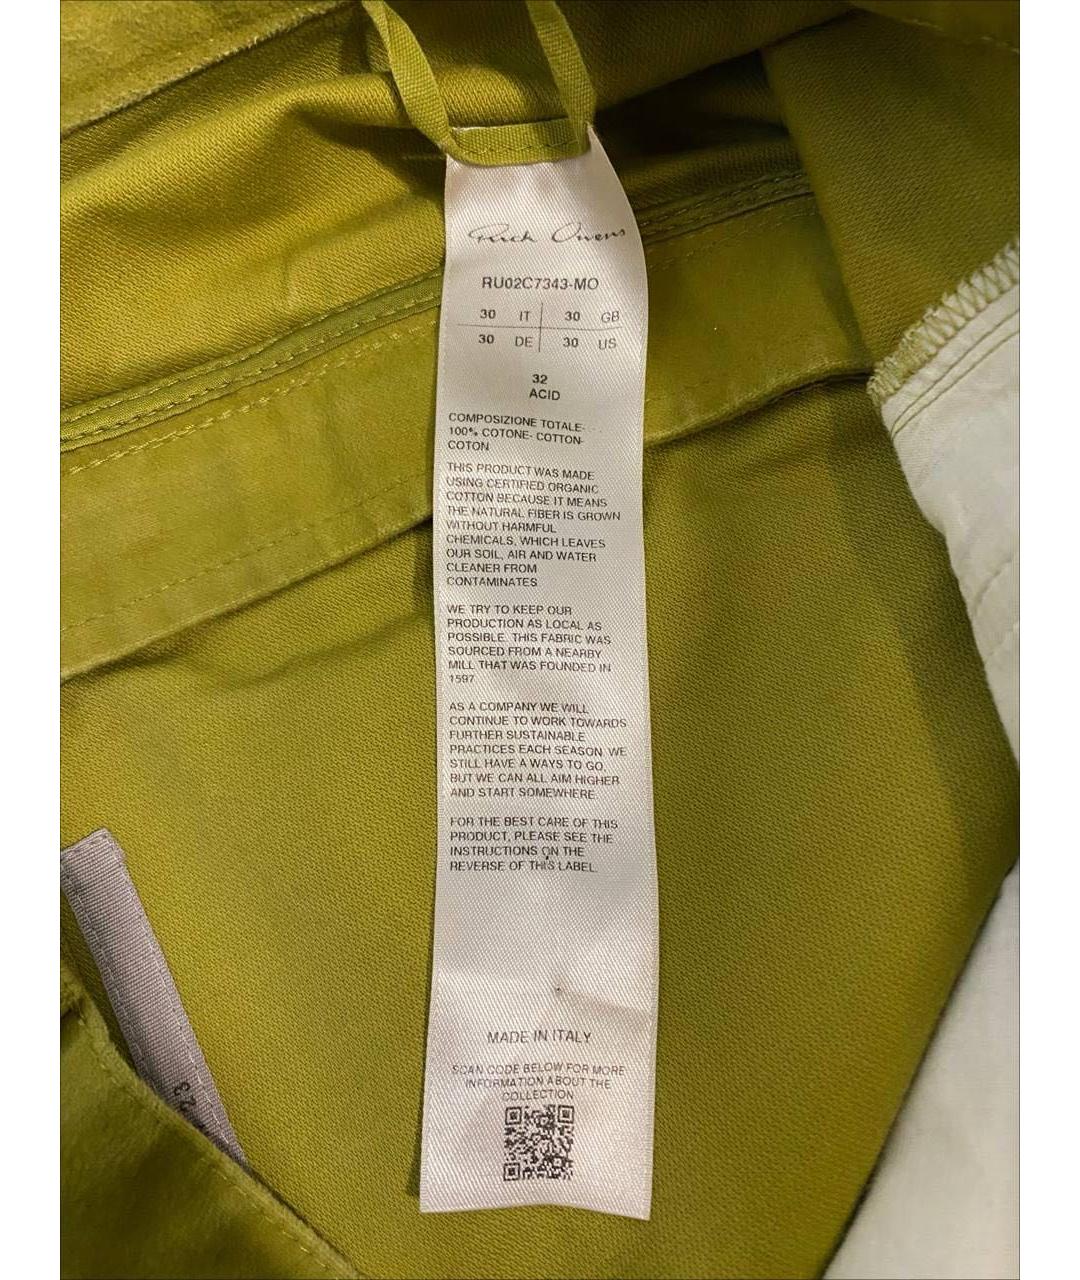 Rick Owens
RU02C7343-MO
30 IT 30 GB
30 DE 30 US
32
ACID
COMPOSIZIONE TOTALE-
100% COTONE- COTTON-
COTON
THIS PRODUCT WAS MADE
USING CERTIFIED ORGANIC
COTTON BECAUSE IT MEANS
THE NATURAL FIBER IS GROWN
WITHOUT HARMFUL
CHEMICALS, WHICH LEAVES
OUR SOIL, AIR AND WATER
CLEANER FROM
CONTAMINATES
WE TRY TO KEEP OUR
PRODUCTION AS LOCAL AS
POSSIBLE. THIS FABRIC WAS
SOURCED FROM A NEARBY
MILL THAT WAS FOUNDED IN
1597
AS A COMPANY WE WILL
CONTINUE TO WORK TOWARDS
FURTHER SUSTAINABLE
PRACTICES EACH SEASON. WE
STILL HAVE A WAYS TO GO,
BUT WE CAN ALL AIM HIGHER
AND START SOMEWHERE.
FOR THE BEST CARE OF THIS
PRODUCT, PLEASE SEE THE
INSTRUCTIONS ON THE
REVERSE OF THIS LABEL.
MADE IN ITALY
SCAN CODE BELOW FOR MORE
INFORMATION ABOUT THE
COLLECTION